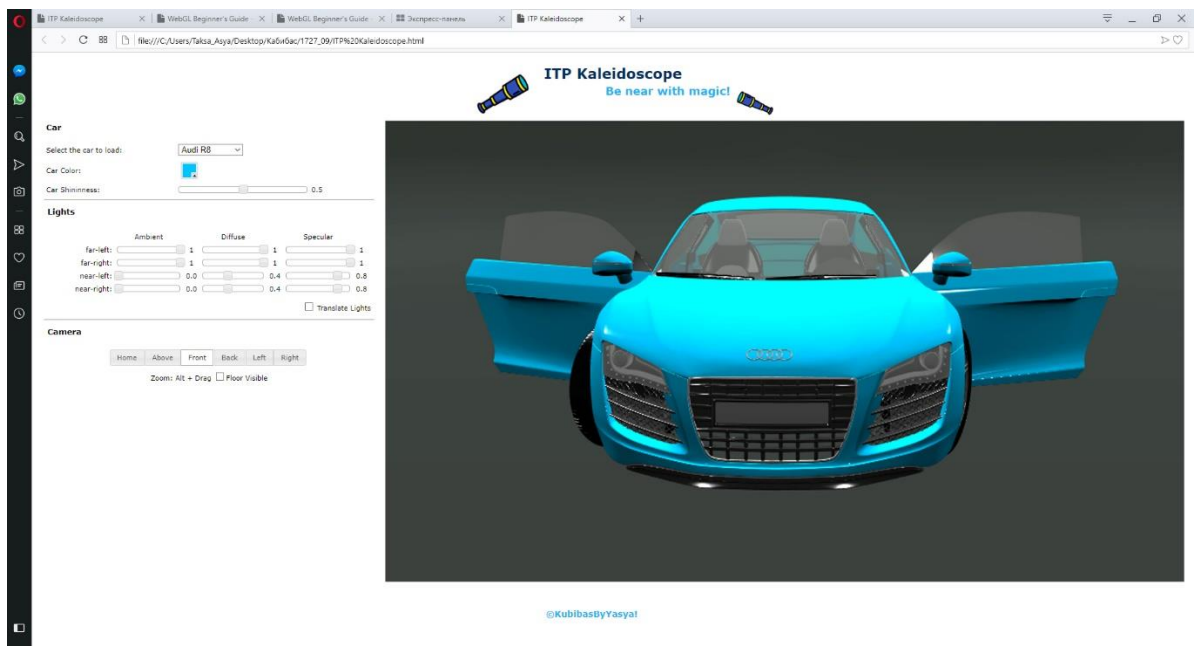 ITP Kaleidoscope
WebGL Beginner's Guide -
WebGL Beginner's Guide -
Экспресс-панель
ITP Kaleidoscope
file:///C:/Users/Taksa_Asya/Desktop/Кабибас/1727_09/ITP%20Kaleidoscope.html
ITP Kaleidoscope
Be near with magic!
Car
Select the car to load: Audi R8
Car Color:
Car Shininness: 0.5
Lights
Ambient Diffuse Specular
far-left: 1 1 1
far-right: 1 1 1
near-left: 0.0 0.4 0.8
near-right: 0.0 0.4 0.8
Translate Lights
Camera
Home Above Front Back Left Right
Zoom: Alt + Drag Floor Visible
©KubibasByYasya!